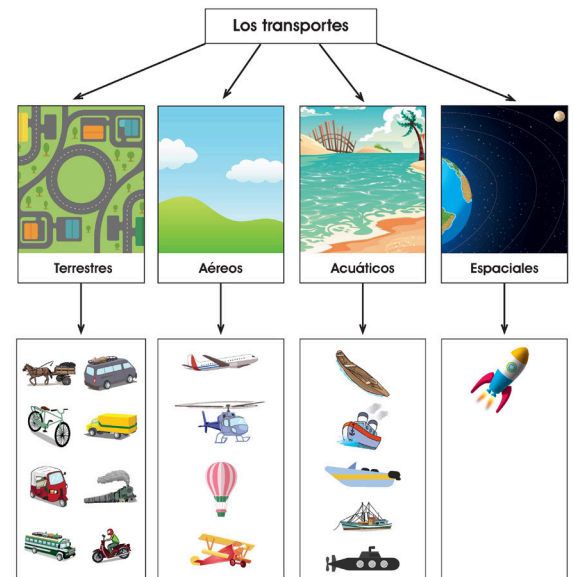 Los transportes
Terrestres
Aéreos
Acuáticos
Espaciales